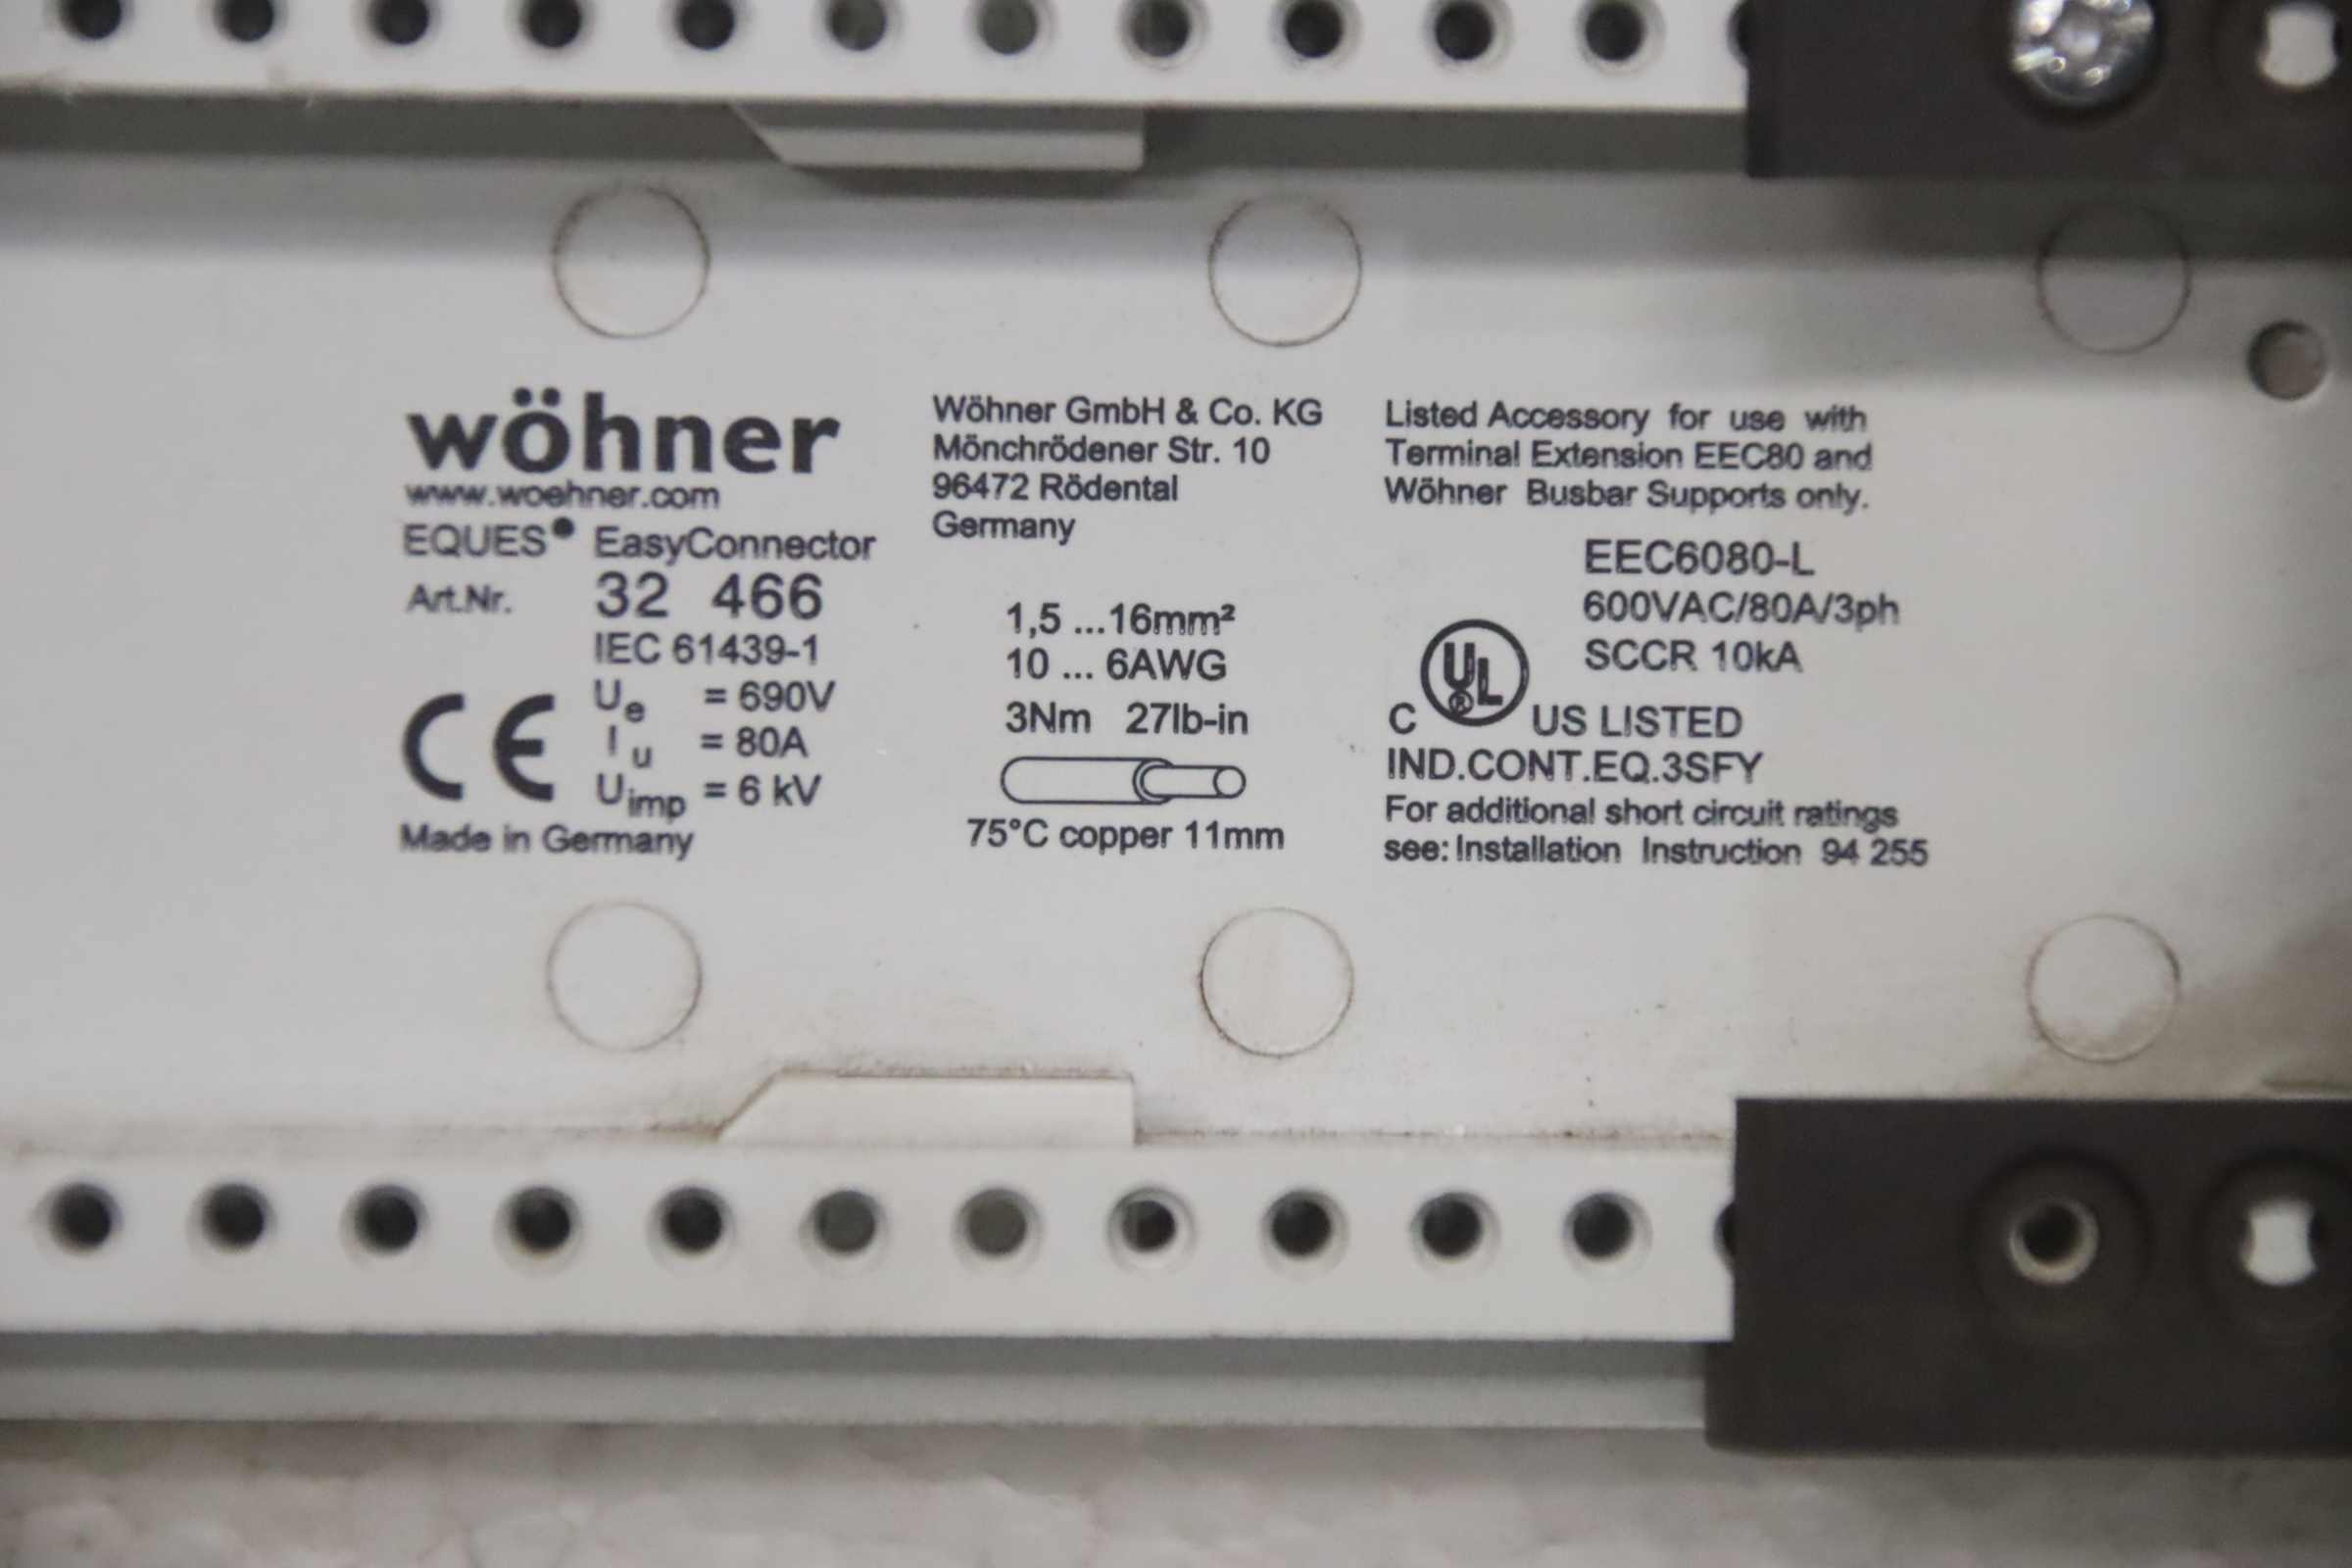 wöhner
www.woehner.com
EQUES® EasyConnector
Art.Nr. 32 466
IEC 61439-1
CE
Ue = 690V
Iu = 80A
Uimp = 6 kV
Made in Germany
Wöhner GmbH & Co. KG
Mönchrödener Str. 10
96472 Rödental
Germany
1,5 ...16mm²
10 ... 6AWG
3Nm 27lb-in
75°C copper 11mm
Listed Accessory for use with
Terminal Extension EEC80 and
Wöhner Busbar Supports only.
EEC6080-L
600VAC/80A/3ph
SCCR 10kA
C UL® US LISTED
IND.CONT.EQ.3SFY
For additional short circuit ratings
see: Installation Instruction 94 255